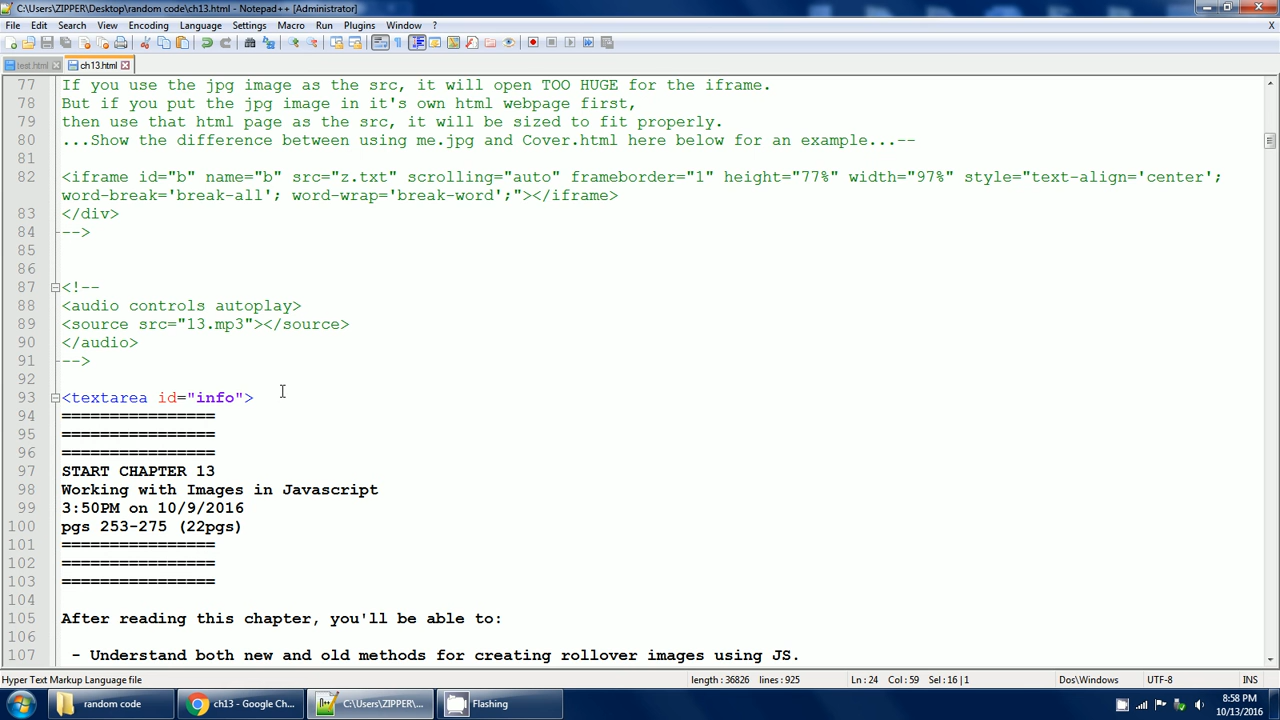 C:\Users\ZIPPER\Desktop\random code\ch13.html - Notepad++ [Administrator]
File Edit Search View Encoding Language Settings Macro Run Plugins Window ? X
test.html ch13.html
77 If you use the jpg image as the src, it will open TOO HUGE for the iframe.
78 But if you put the jpg image in it's own html webpage first,
79 then use that html page as the src, it will be sized to fit properly.
80 ...Show the difference between using me.jpg and Cover.html here below for an example...--
81
82 <iframe id="b" name="b" src="z.txt" scrolling="auto" frameborder="1" height="77%" width="97%" style="text-align='center';
word-break='break-all'; word-wrap='break-word';"></iframe>
83 </div>
84 -->
85
86
87 <!--
88 <audio controls autoplay>
89 <source src="13.mp3"></source>
90 </audio>
91 -->
92
93 <textarea id="info">
94 ================
95 ================
96 ================
97 START CHAPTER 13
98 Working with Images in Javascript
99 3:50PM on 10/9/2016
100 pgs 253-275 (22pgs)
101 ================
102 ================
103 ================
104
105 After reading this chapter, you'll be able to:
106
107 - Understand both new and old methods for creating rollover images using JS.
Hyper Text Markup Language file length : 36826 lines : 925 Ln : 24 Col : 59 Sel : 16 | 1 Dos\Windows UTF-8 INS
random code ch13 - Google Ch... C:\Users\ZIPPER\... Flashing 8:58 PM
10/13/2016